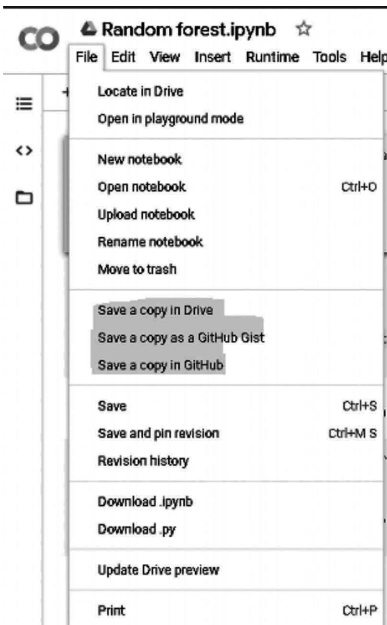 CO Random forest.ipynb
File Edit View Insert Runtime Tools Help
Locate in Drive
Open in playground mode
New notebook
Open notebook Ctrl+O
Upload notebook
Rename notebook
Move to trash
Save a copy in Drive
Save a copy as a GitHub Gist
Save a copy in GitHub
Save Ctrl+S
Save and pin revision Ctrl+M S
Revision history
Download .ipynb
Download .py
Update Drive preview
Print Ctrl+P